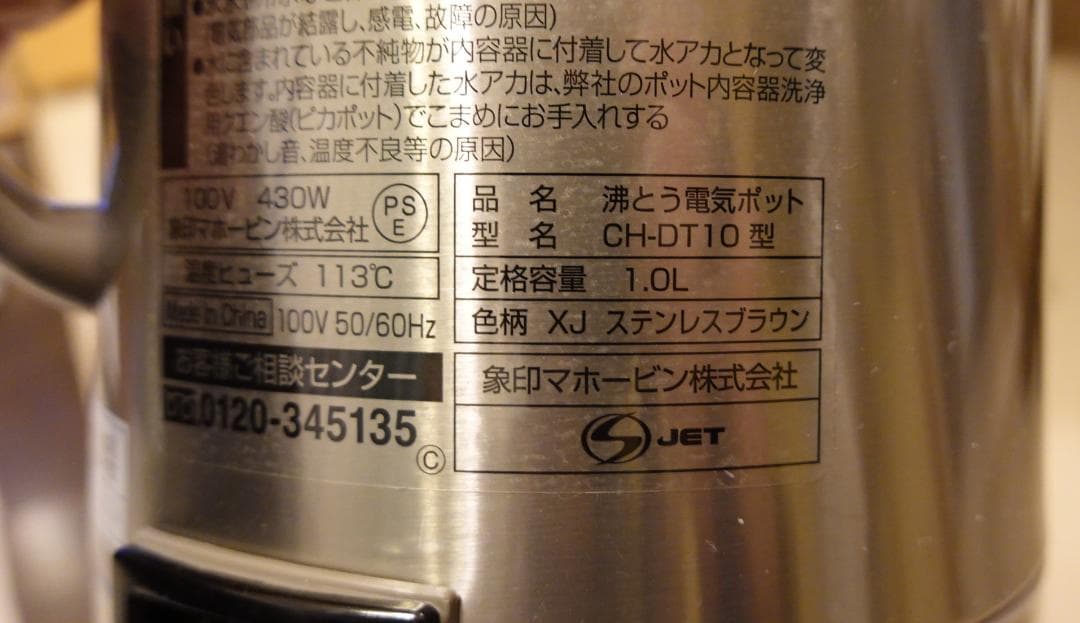 電気部品が結露し、感電、故障の原因)
●水に含まれている不純物が内容器に付着して水アカとなって変
色します。内容器に付着した水アカは、弊社のポット内容器洗浄
用クエン酸(ピカポット)でこまめにお手入れする
(湯わかし音、温度不良等の原因)
100V 430W
象印マホービン株式会社
PS
E
温度ヒューズ 113℃
Made in China 100V 50/60Hz
お客様ご相談センター
0120-345135
©
品 名 沸とう電気ポット
型 名 CH-DT10 型
定格容量 1.0L
色柄 XJ ステンレスブラウン
象印マホービン株式会社
JET